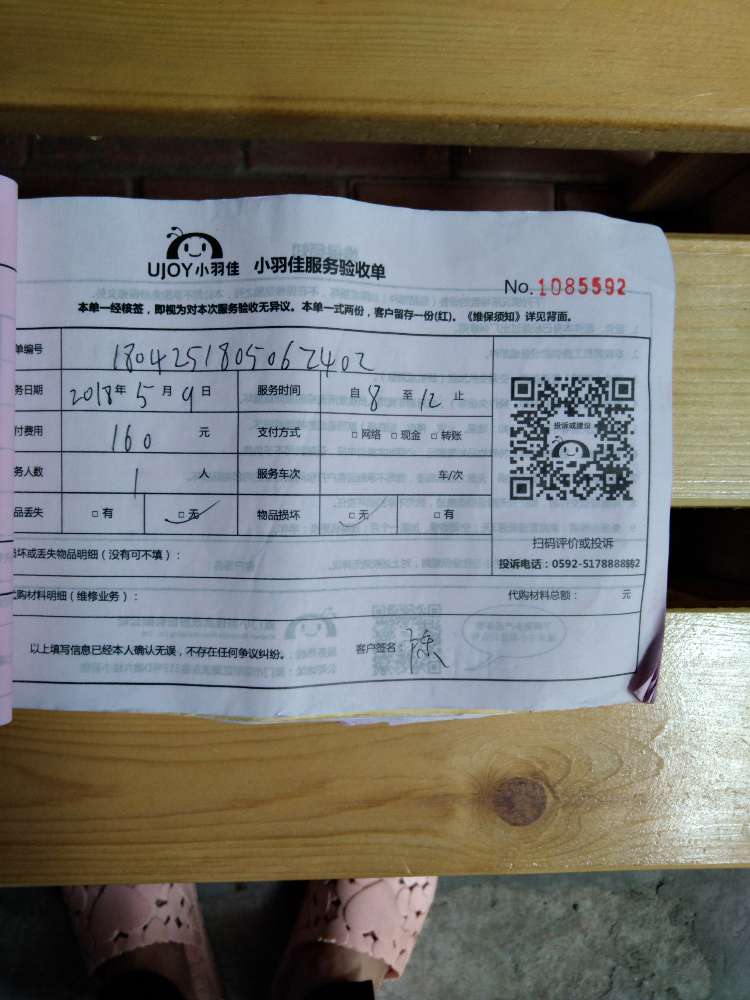 UJOY小羽佳 小羽佳服务验收单
No.1085592
本单一经核签，即视为对本次服务验收无异议。本单一式两份，客户留存一份(红)。《维保须知》详见背面。
单编号 1804251805062402
务日期 2018年5月9日 服务时间 自8至12止
付费用 160 元 支付方式 □网络 □现金 □转账
务人数 1 人 服务车次 车/次
品丢失 □有 □无 物品损坏 □无 □有
投诉或建议
扫码评价或投诉
投诉电话：0592-5178888转2
坏或丢失物品明细（没有可不填）：
购材料明细（维修业务）： 代购材料总额： 元
以上填写信息已经本人确认无误，不存在任何争议纠纷。 客户签名：陈